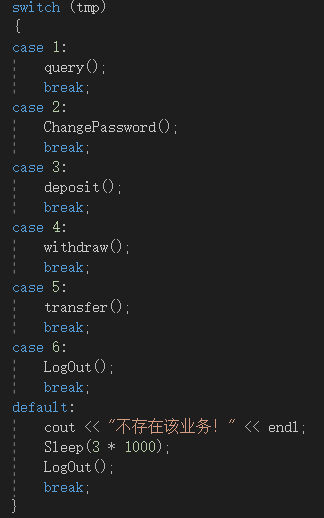 switch (tmp)
{
case 1:
query();
break;
case 2:
ChangePassword();
break;
case 3:
deposit();
break;
case 4:
withdraw();
break;
case 5:
transfer();
break;
case 6:
LogOut();
break;
default:
cout << "不存在该业务! " << endl;
Sleep(3 * 1000);
LogOut();
break;
}